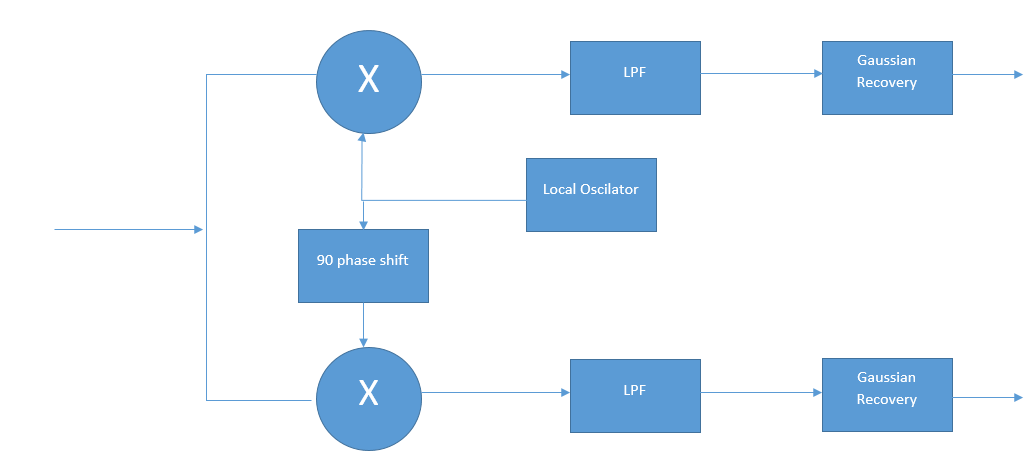 X
LPF
Gaussian
Recovery
Local Oscilator
90 phase shift
X
LPF
Gaussian
Recovery